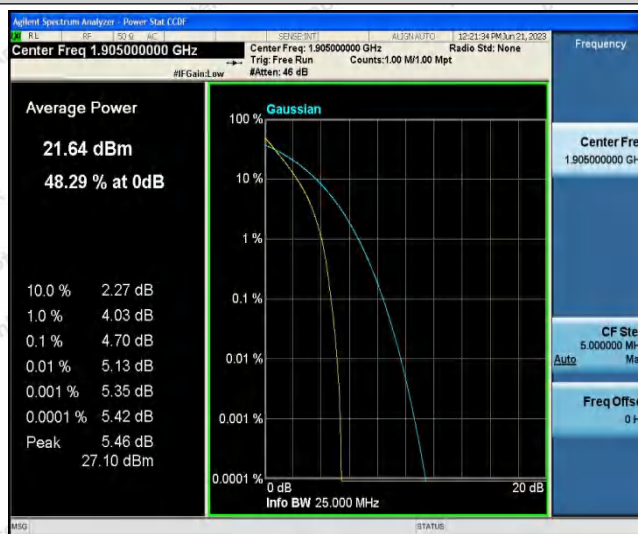 Agilent Spectrum Analyzer - Power Stat CCDF
RL RF 50 Ω AC SENSE:INT ALIGN AUTO 12:21:34 PM Jun 21, 2023
Center Freq 1.905000000 GHz
Center Freq: 1.905000000 GHz Radio Std: None
Trig: Free Run Counts:1.00 M/1.00 Mpt
#IFGain:Low #Atten: 46 dB
Frequency
Average Power
21.64 dBm
48.29 % at 0dB
10.0 % 2.27 dB
1.0 % 4.03 dB
0.1 % 4.70 dB
0.01 % 5.13 dB
0.001 % 5.35 dB
0.0001 % 5.42 dB
Peak 5.46 dB
27.10 dBm
Gaussian
100 %
10 %
1 %
0.1 %
0.01 %
0.001 %
0.0001 %
0 dB 20 dB
Info BW 25.000 MHz
Center Fre
1.905000000 GH
CF Ste
5.000000 MH
Auto Ma
Freq Offse
0 H
MSG STATUS